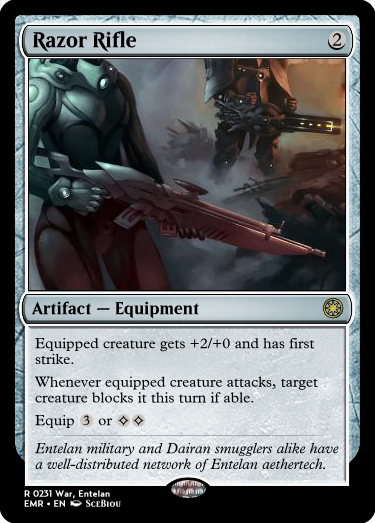 Razor Rifle 2
Artifact — Equipment
Equipped creature gets +2/+0 and has first
strike.
Whenever equipped creature attacks, target
creature blocks it this turn if able.
Equip 3 or
Entelan military and Dairan smugglers alike have
a well-distributed network of Entelan aethertech.
R 0231 War, Entelan
EMR • EN SceBiou